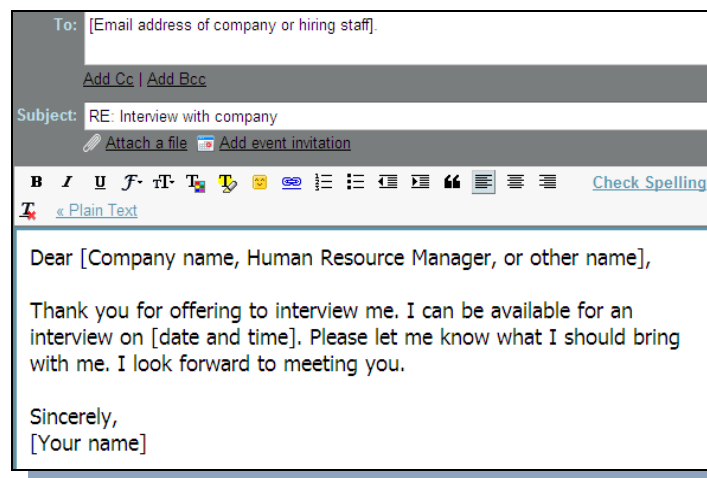 To: [Email address of company or hiring staff].
Add Cc | Add Bcc
Subject: RE: Interview with company
Attach a file Add event invitation
B I U F T T T Check Spelling
T « Plain Text
Dear [Company name, Human Resource Manager, or other name],
Thank you for offering to interview me. I can be available for an
interview on [date and time]. Please let me know what I should bring
with me. I look forward to meeting you.
Sincerely,
[Your name]